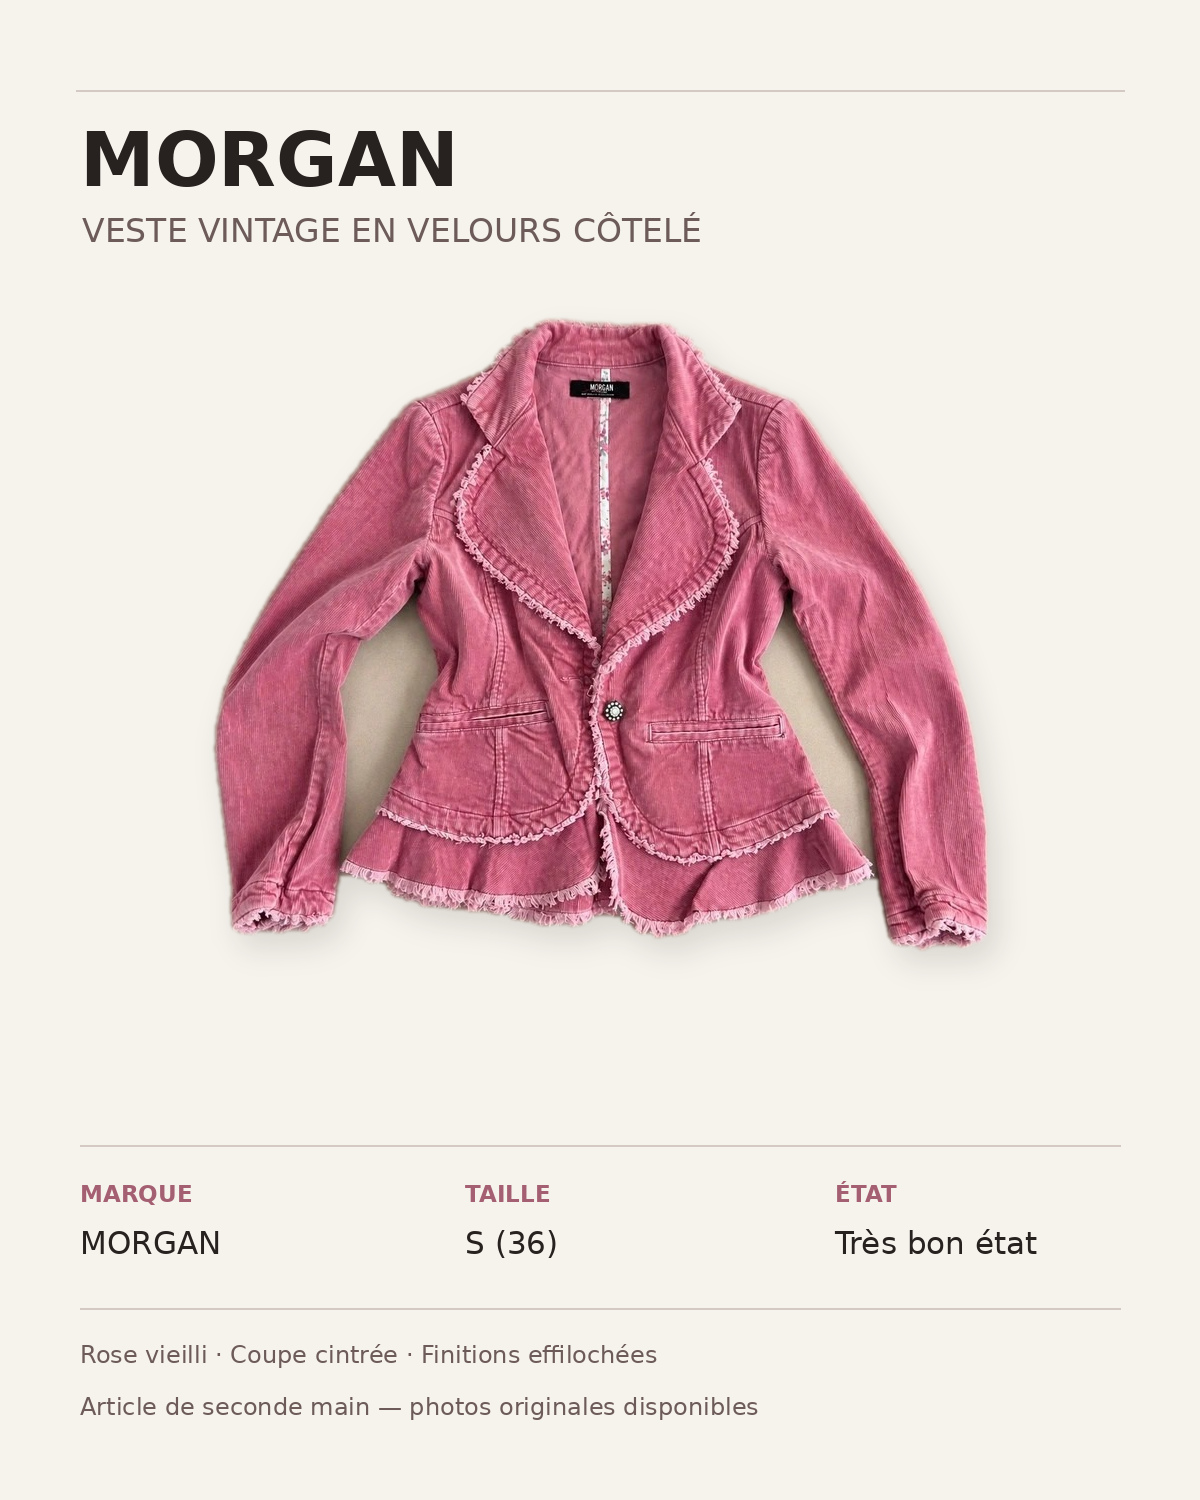 MORGAN
VESTE VINTAGE EN VELOURS CÔTELÉ
MORGAN
MARQUE
TAILLE
ÉTAT
MORGAN
S (36)
Très bon état
Rose vieilli · Coupe cintrée · Finitions effilochées
Article de seconde main — photos originales disponibles